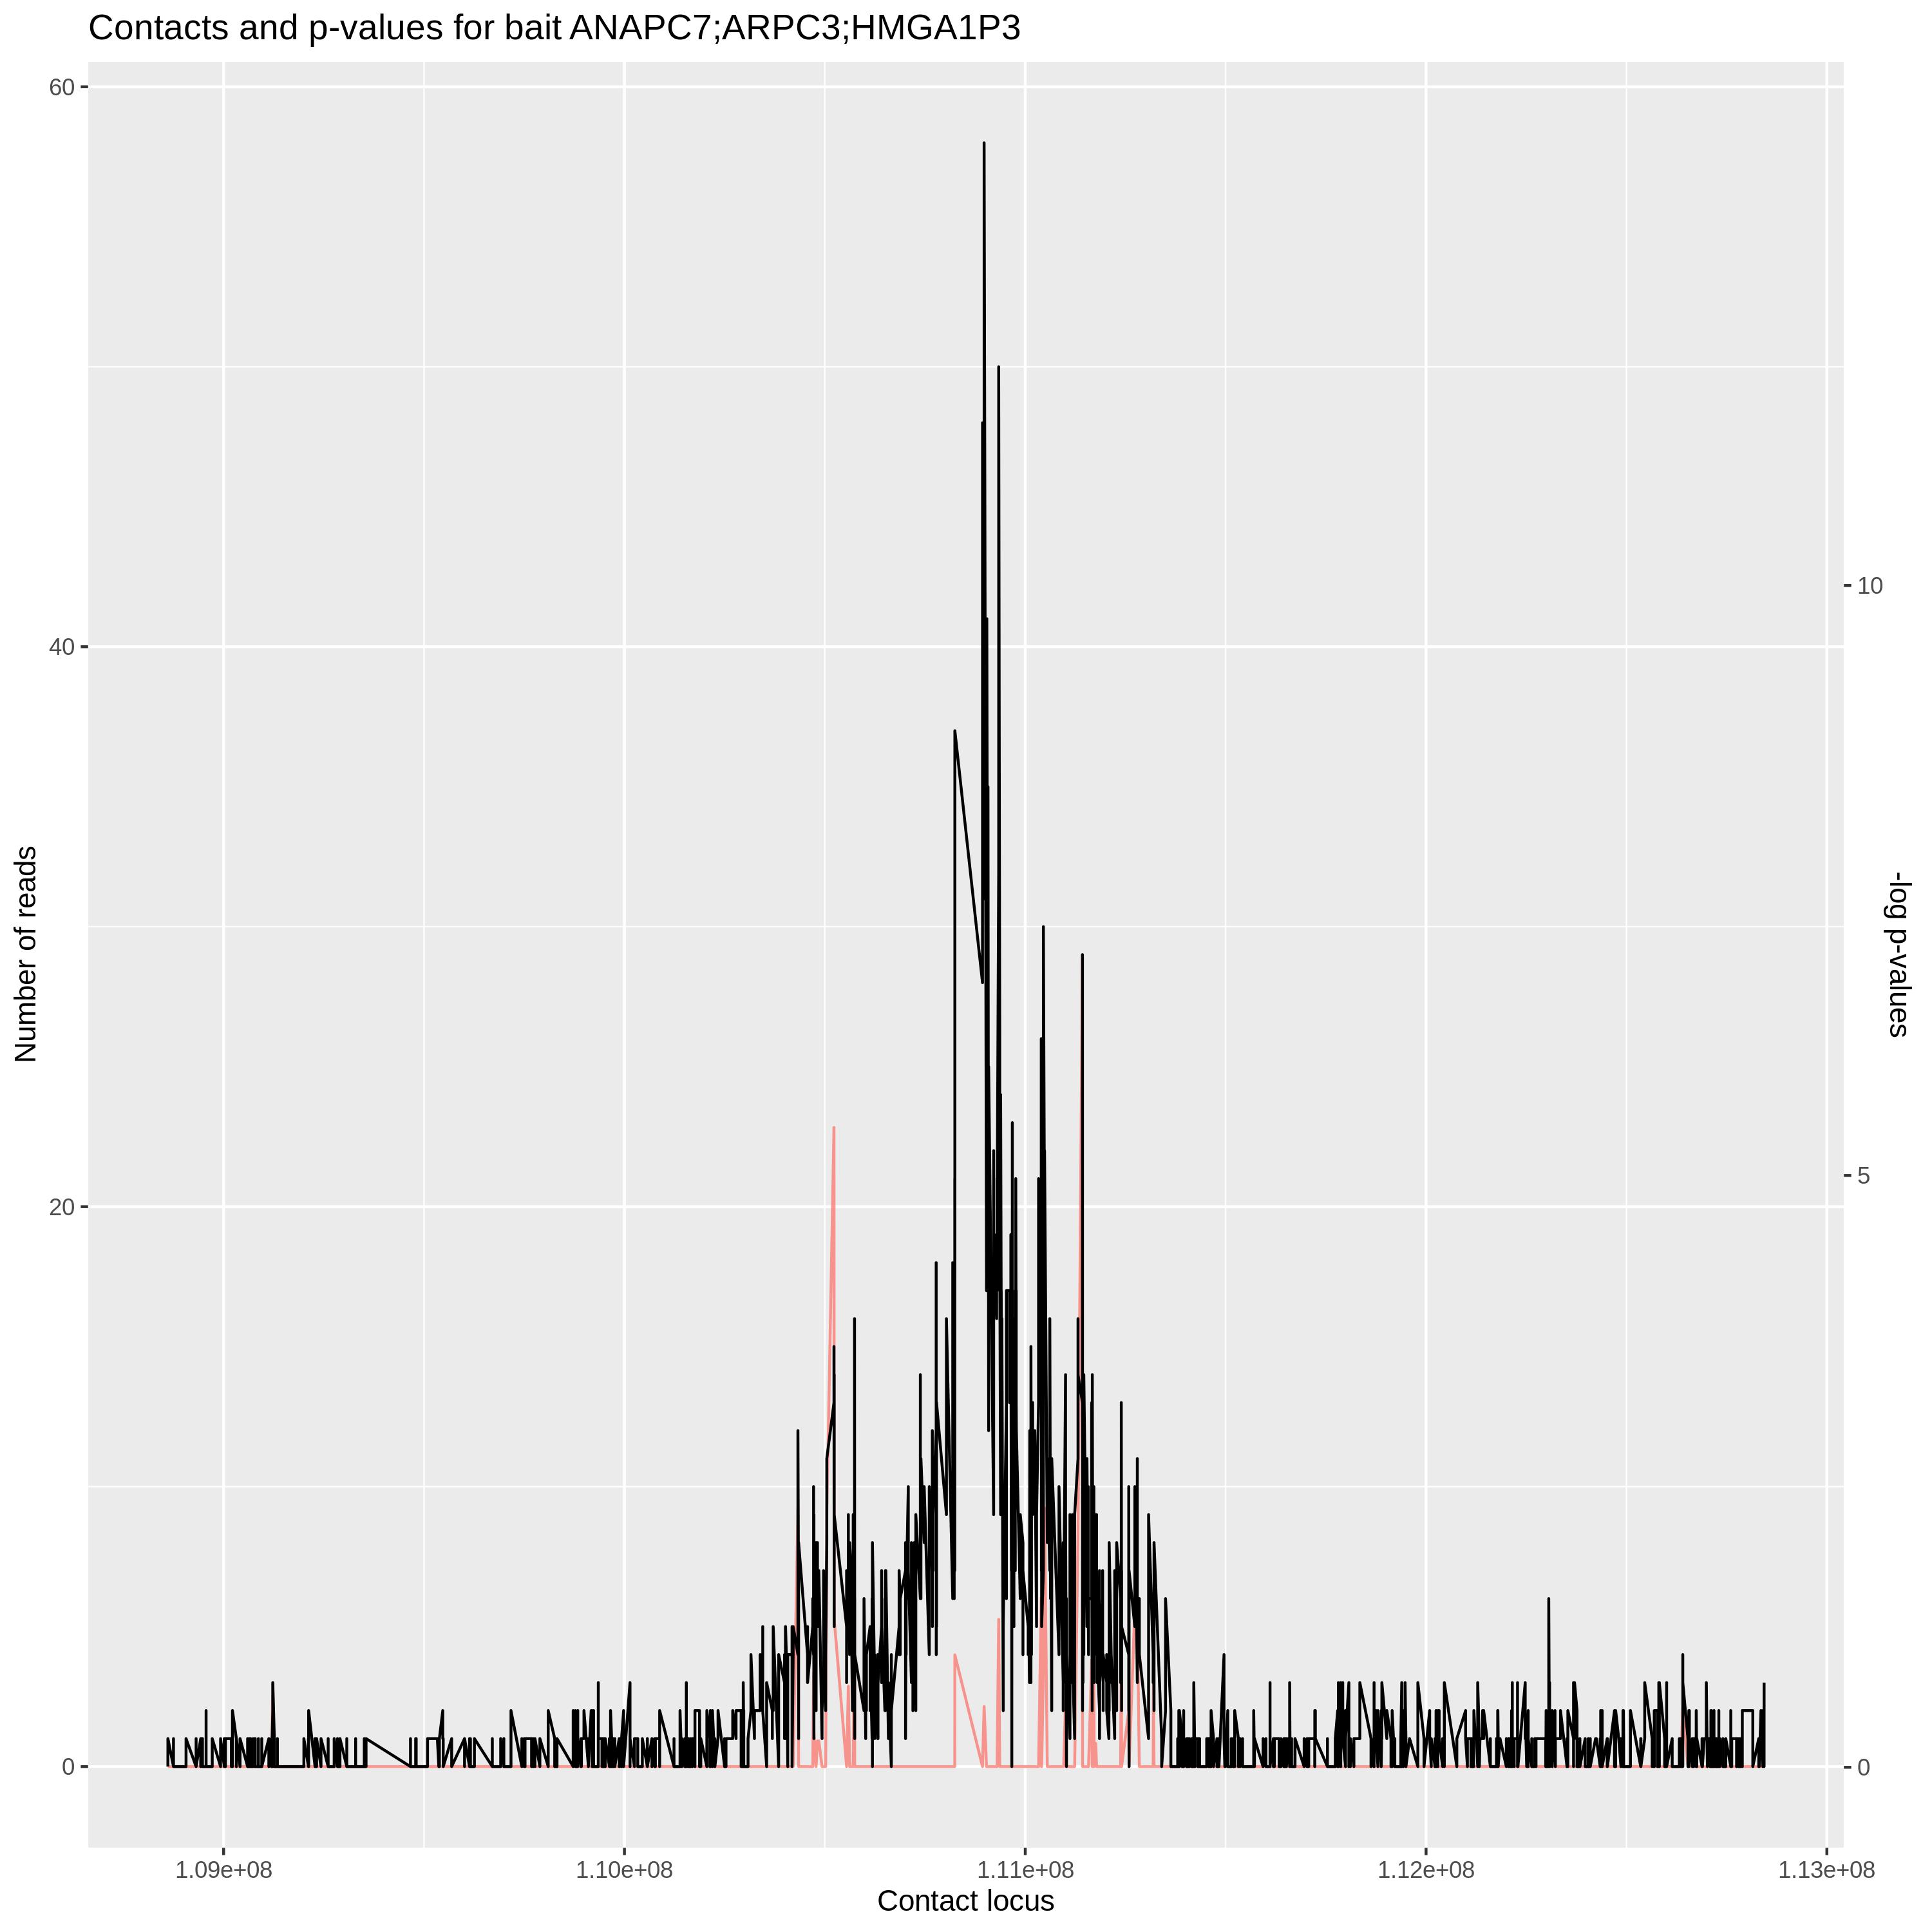 Contacts and p-values for bait ANAPC7;ARPC3;HMGA1P3
60
40
20
0
Number of reads
10
5
0
-log p-values
1.09e+08
1.10e+08
1.11e+08
1.12e+08
1.13e+08
Contact locus